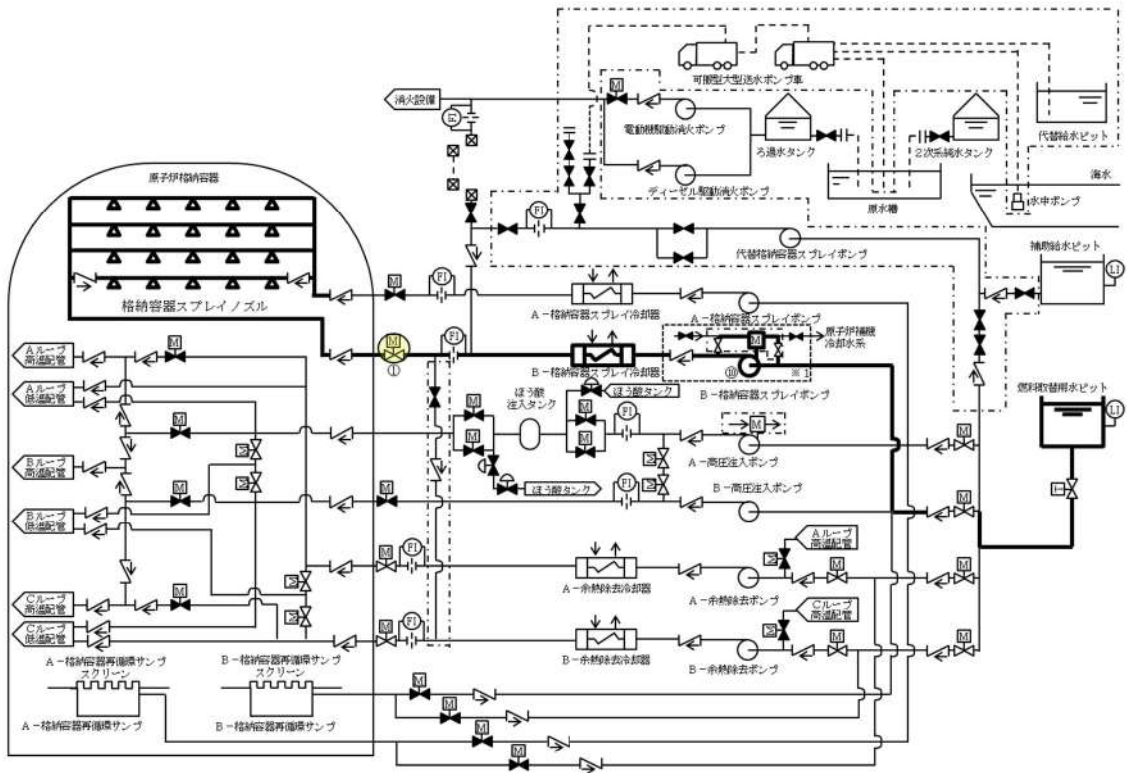 可搬型大型送水ポンプ車
消火設備
M
FI
電動機駆動消火ポンプ
ろ過水タンク
2次系純水タンク
代替給水ピット
ディーゼル駆動消火ポンプ
原水槽
海水
水中ポンプ
原子炉格納容器
FI
代替格納容器スプレイポンプ
補助給水ピット
LI
格納容器スプレイノズル
M
FI
A-格納容器スプレイ冷却器
A-格納容器スプレイポンプ
M
①
FI
B-格納容器スプレイ冷却器
M
原子炉補機
冷却水系
⑩
※1
B-格納容器スプレイポンプ
燃料取替用水ピット
LI
Aループ
高温配管
M
Aループ
低温配管
M
M
ほう酸
注入タンク
ほう酸タンク
M
M
FI
M
A-高圧注入ポンプ
M
M
M
M
Bループ
高温配管
M
ほう酸タンク
M
M
FI
M
B-高圧注入ポンプ
M
I
Bループ
低温配管
M
FI
A-余熱除去冷却器
Aループ
高温配管
M
M
A-余熱除去ポンプ
M
Cループ
高温配管
M
M
M
Cループ
低温配管
M
FI
B-余熱除去冷却器
Cループ
高温配管
M
M
B-余熱除去ポンプ
M
A-格納容器再循環サンプ
スクリーン
B-格納容器再循環サンプ
スクリーン
M
A-格納容器再循環サンプ
B-格納容器再循環サンプ
M
M
M